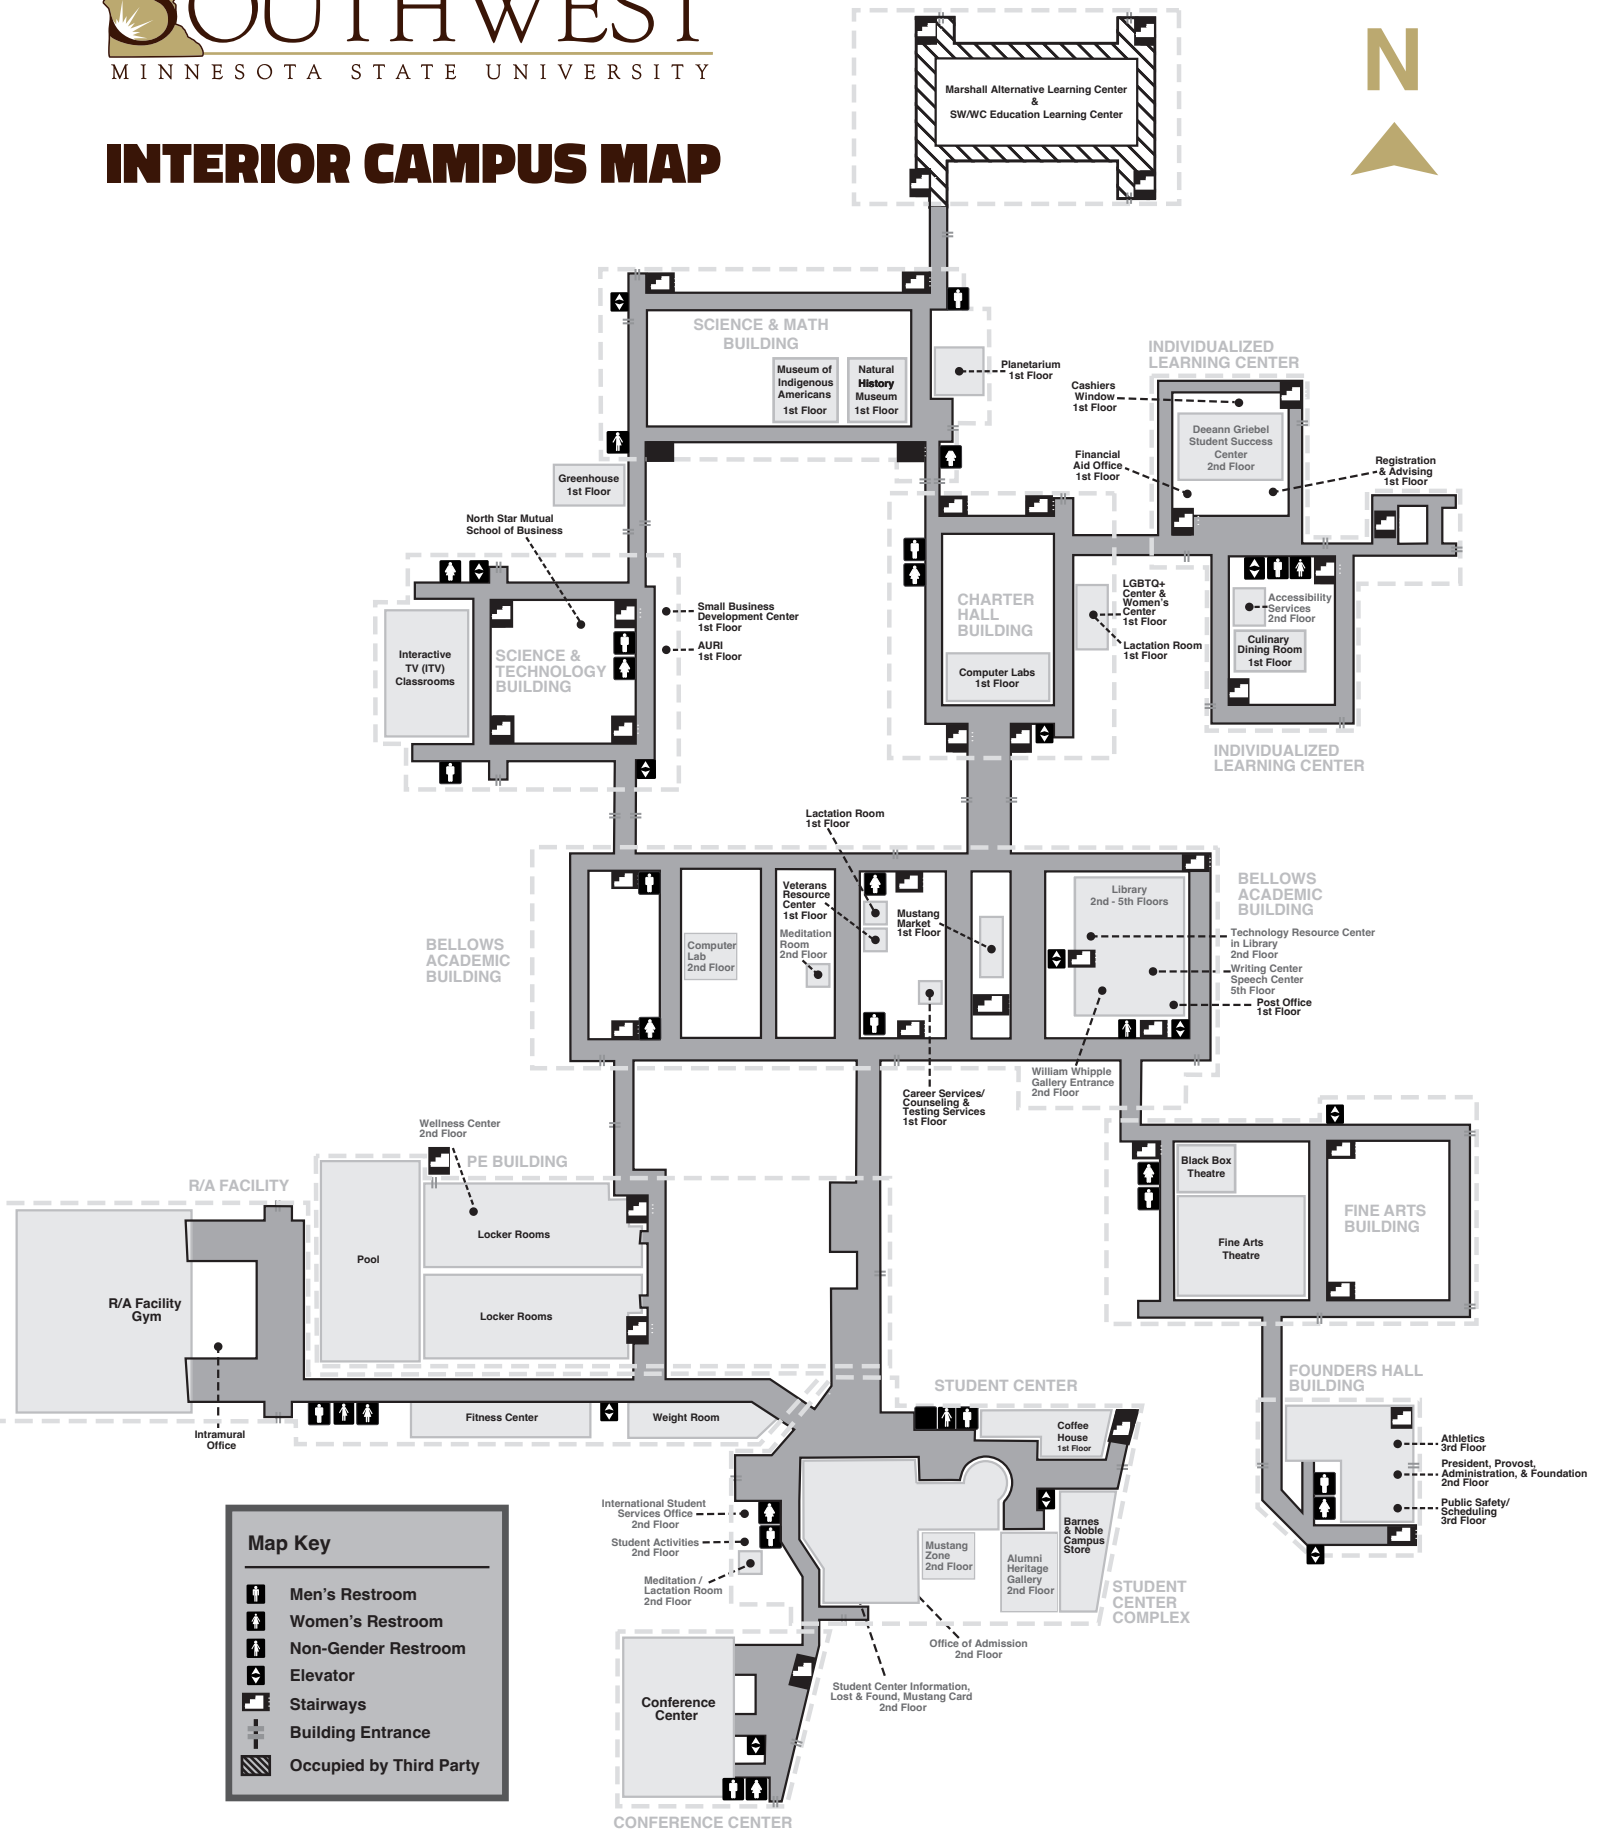 SOUTHWEST
MINNESOTA STATE UNIVERSITY
INTERIOR CAMPUS MAP
N
Marshall Alternative Learning Center
&
SW/WC Education Learning Center
SCIENCE & MATH
BUILDING
Museum of
Indigenous
Americans
1st Floor
Natural
History
Museum
1st Floor
Planetarium
1st Floor
INDIVIDUALIZED
LEARNING CENTER
Cashiers
Window
1st Floor
Deeann Griebel
Student Success
Center
2nd Floor
Financial
Aid Office
1st Floor
Registration
& Advising
1st Floor
Greenhouse
1st Floor
North Star Mutual
School of Business
Small Business
Development Center
1st Floor
AURI
1st Floor
Interactive
TV (ITV)
Classrooms
SCIENCE &
TECHNOLOGY
BUILDING
CHARTER
HALL
BUILDING
Computer Labs
1st Floor
LGBTQ+
Center &
Women's
Center
1st Floor
Lactation Room
1st Floor
Accessibility
Services
2nd Floor
Culinary
Dining Room
1st Floor
INDIVIDUALIZED
LEARNING CENTER
Lactation Room
1st Floor
Veterans
Resource
Center
1st Floor
Meditation
Room
2nd Floor
Computer
Lab
2nd Floor
Mustang
Market
1st Floor
Library
2nd - 5th Floors
BELLOWS
ACADEMIC
BUILDING
BELLOWS
ACADEMIC
BUILDING
Technology Resource Center
in Library
2nd Floor
Writing Center
Speech Center
5th Floor
Post Office
1st Floor
William Whipple
Gallery Entrance
2nd Floor
Career Services/
Counseling &
Testing Services
1st Floor
Wellness Center
2nd Floor
PE BUILDING
R/A FACILITY
Locker Rooms
Pool
Locker Rooms
R/A Facility
Gym
Intramural
Office
Fitness Center
Weight Room
Black Box
Theatre
Fine Arts
Theatre
FINE ARTS
BUILDING
FOUNDERS HALL
BUILDING
Athletics
3rd Floor
President, Provost,
Administration, & Foundation
2nd Floor
Public Safety/
Scheduling
3rd Floor
STUDENT CENTER
Coffee
House
1st Floor
International Student
Services Office
2nd Floor
Student Activities
2nd Floor
Meditation /
Lactation Room
2nd Floor
Mustang
Zone
2nd Floor
Alumni
Heritage
Gallery
2nd Floor
Barnes
& Noble
Campus
Store
STUDENT
CENTER
COMPLEX
Office of Admission
2nd Floor
Student Center Information,
Lost & Found, Mustang Card
2nd Floor
Conference
Center
CONFERENCE CENTER
Map Key
Men's Restroom
Women's Restroom
Non-Gender Restroom
Elevator
Stairways
Building Entrance
Occupied by Third Party